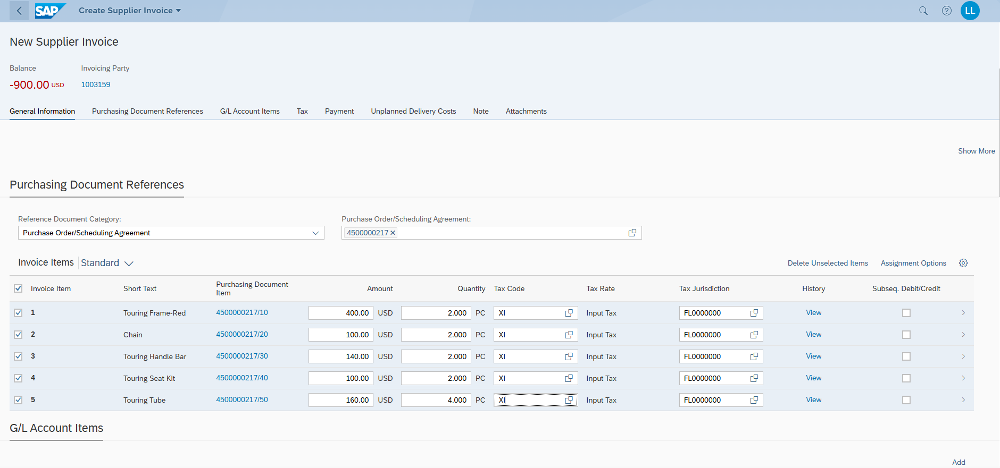 SAP Create Supplier Invoice LL
New Supplier Invoice
Balance Invoicing Party
-900.00 USD 1003159
General Information Purchasing Document References G/L Account Items Tax Payment Unplanned Delivery Costs Note Attachments
Show More
Purchasing Document References
Reference Document Category: Purchase Order/Scheduling Agreement:
Purchase Order/Scheduling Agreement 4500000217
Invoice Items Standard Delete Unselected Items Assignment Options
Invoice Item Short Text Purchasing Document Item Amount Quantity Tax Code Tax Rate Tax Jurisdiction History Subseq. Debit/Credit
1 Touring Frame-Red 4500000217/10 400.00 USD 2.000 PC XI Input Tax FL0000000 View
2 Chain 4500000217/20 100.00 USD 2.000 PC XI Input Tax FL0000000 View
3 Touring Handle Bar 4500000217/30 140.00 USD 2.000 PC XI Input Tax FL0000000 View
4 Touring Seat Kit 4500000217/40 100.00 USD 2.000 PC XI Input Tax FL0000000 View
5 Touring Tube 4500000217/50 160.00 USD 4.000 PC XI Input Tax FL0000000 View
G/L Account Items
Add